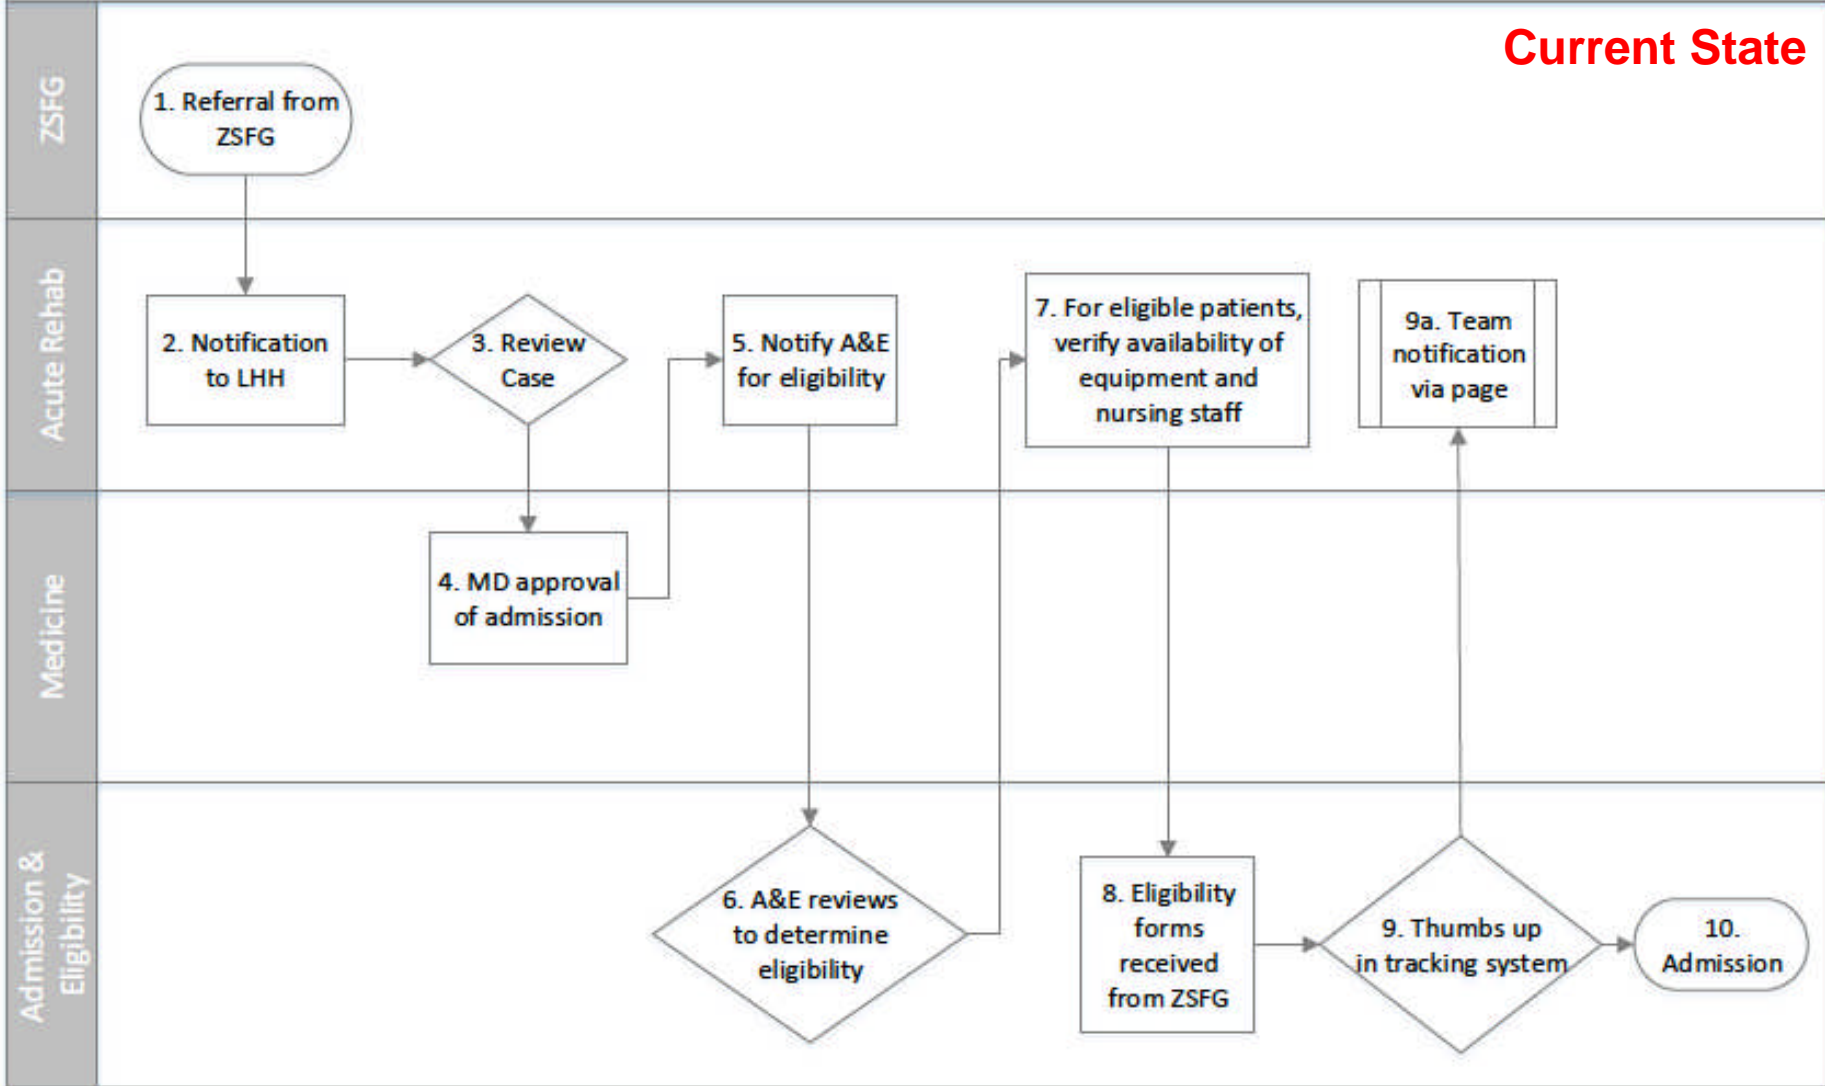 Current State
ZSFG
1. Referral from
ZSFG
Acute Rehab
2. Notification
to LHH
3. Review
Case
5. Notify A&E
for eligibility
7. For eligible patients,
verify availability of
equipment and
nursing staff
9a. Team
notification
via page
Medicine
4. MD approval
of admission
Admission &
Eligibility
6. A&E reviews
to determine
eligibility
8. Eligibility
forms
received
from ZSFG
9. Thumbs up
in tracking system
10.
Admission